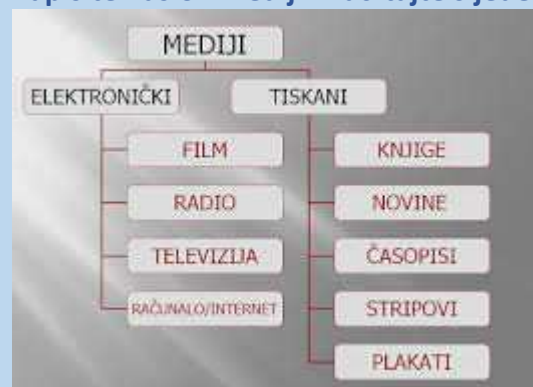 MEDIJI
ELEKTRONIČKI
TISKANI
FILM
KNJIGE
RADIO
NOVINE
TELEVIZIJA
ČASOPISI
RAČUNALO/INTERNET
STRIPOVI
PLAKATI